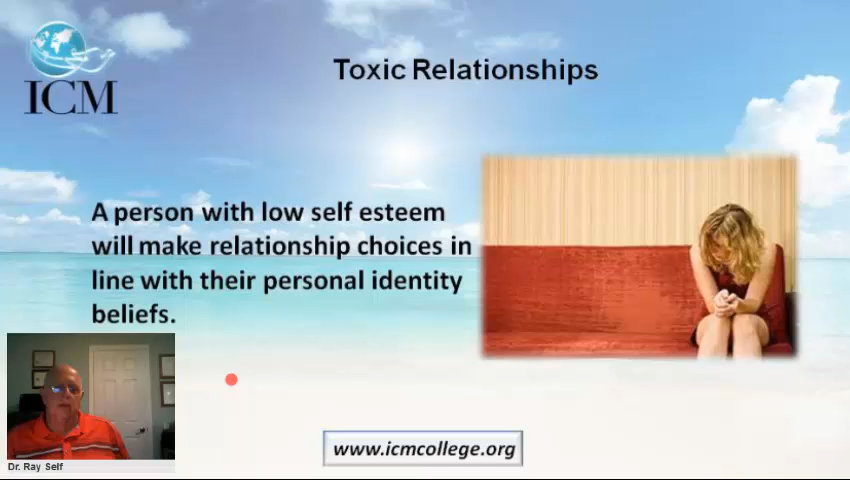 ICM
Toxic Relationships
A person with low self esteem
will make relationship choices in
line with their personal identity
beliefs.
Dr. Ray Self
www.icmcollege.org